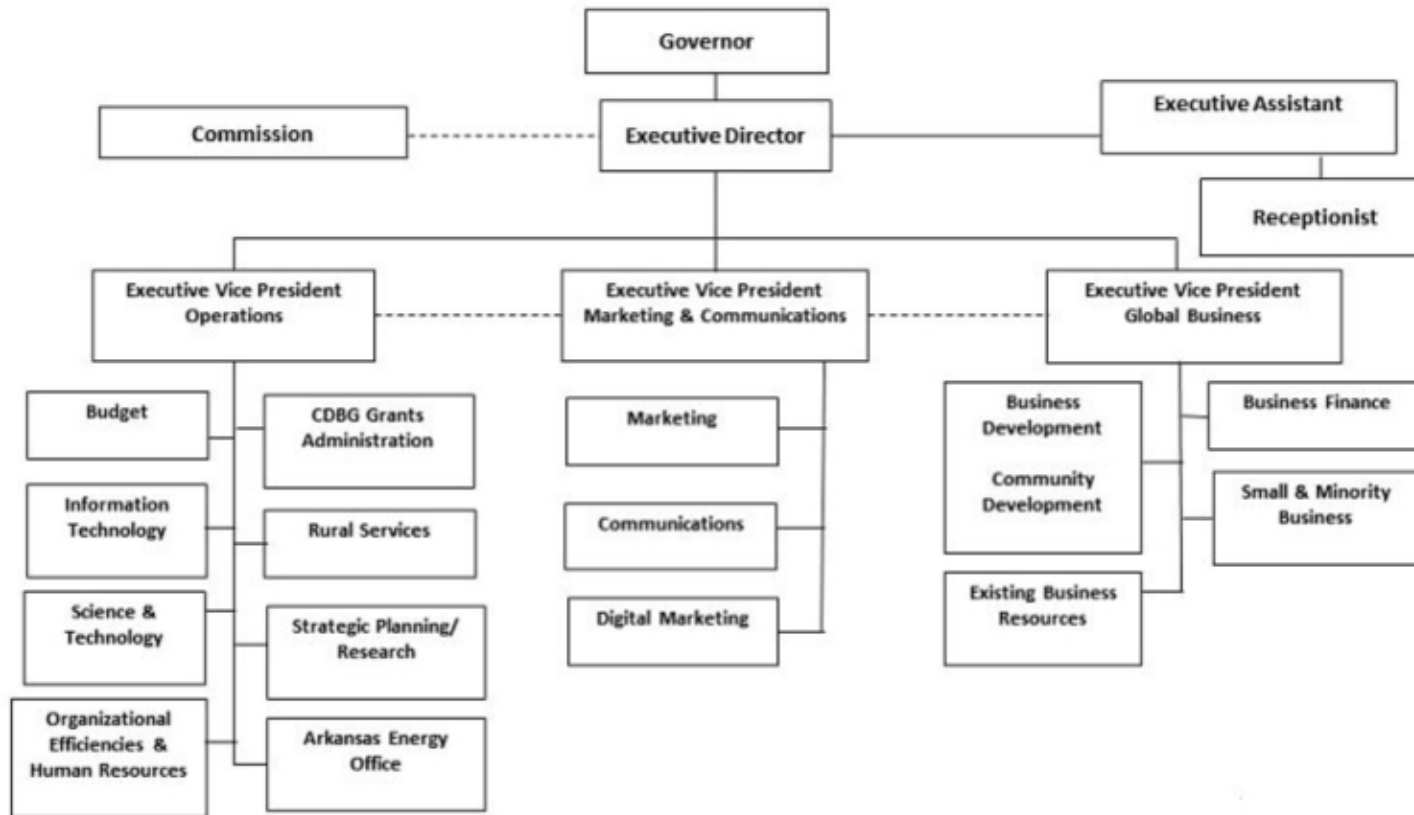 Governor
Commission
Executive Director
Executive Assistant
Receptionist
Executive Vice President
Operations
Executive Vice President
Marketing & Communications
Executive Vice President
Global Business
Budget
CDBG Grants
Administration
Information
Technology
Rural Services
Science &
Technology
Strategic Planning/
Research
Organizational
Efficiencies &
Human Resources
Arkansas Energy
Office
Marketing
Communications
Digital Marketing
Business
Development
Community
Development
Business Finance
Small & Minority
Business
Existing Business
Resources